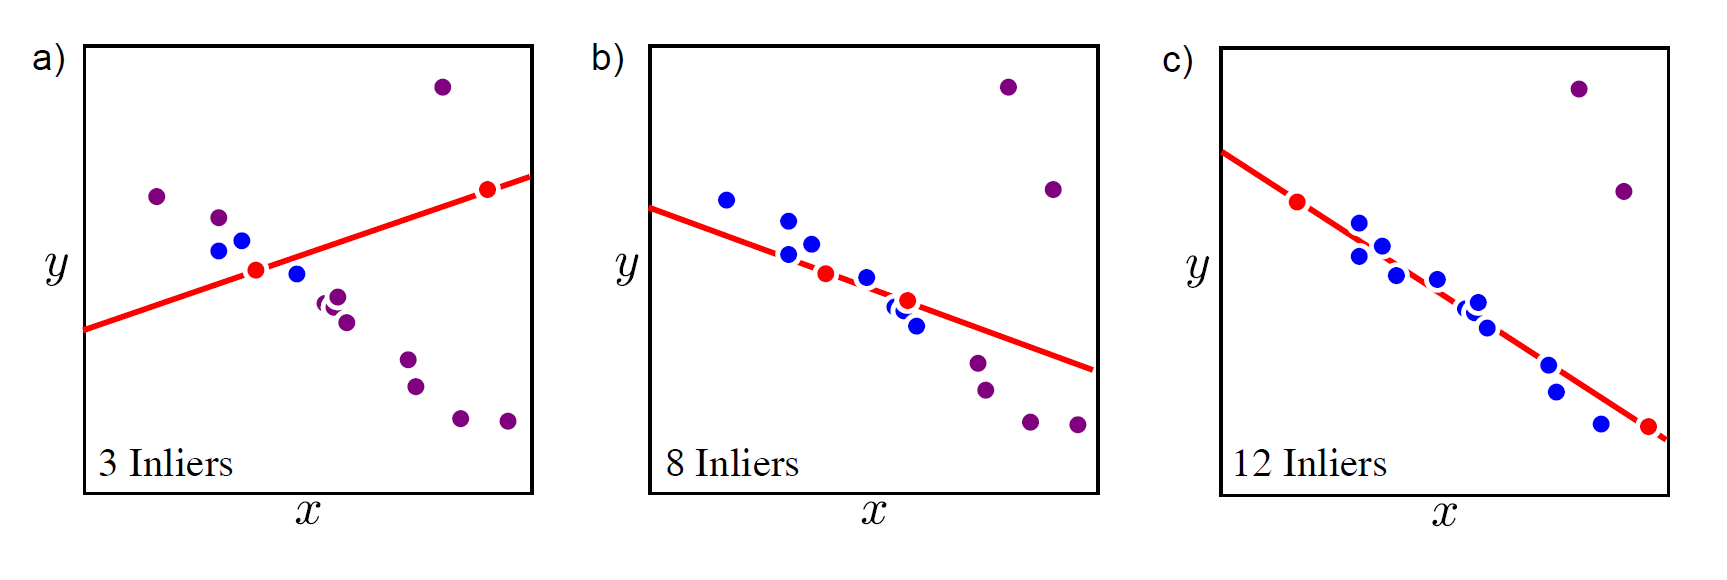 a)
y
3 Inliers
x
b)
y
8 Inliers
x
c)
y
12 Inliers
x